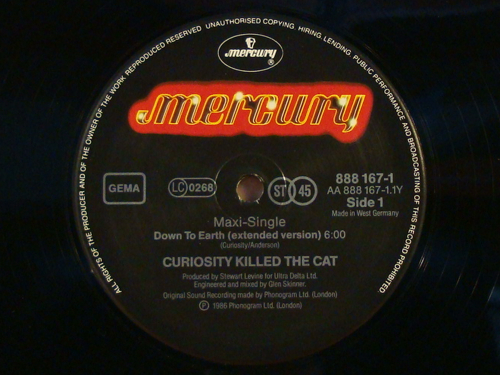 ALL RIGHTS OF THE PRODUCER AND OF THE OWNER OF THE WORK REPRODUCED RESERVED UNAUTHORISED COPYING, HIRING, LENDING, PUBLIC PERFORMANCE AND BROADCASTING OF THIS RECORD PROHIBITED
mercury
®
mercury
GEMA
LC 0268
ST 45
888 167-1
AA 888 167-1.1Y
Side 1
Made in West Germany
Maxi-Single
Down To Earth (extended version) 6:00
(Curiosity/Anderson)
CURIOSITY KILLED THE CAT
Produced by Stewart Levine for Ultra Delta Ltd.
Engineered and mixed by Glen Skinner.
Original Sound Recording made by Phonogram Ltd. (London)
℗ 1986 Phonogram Ltd. (London)